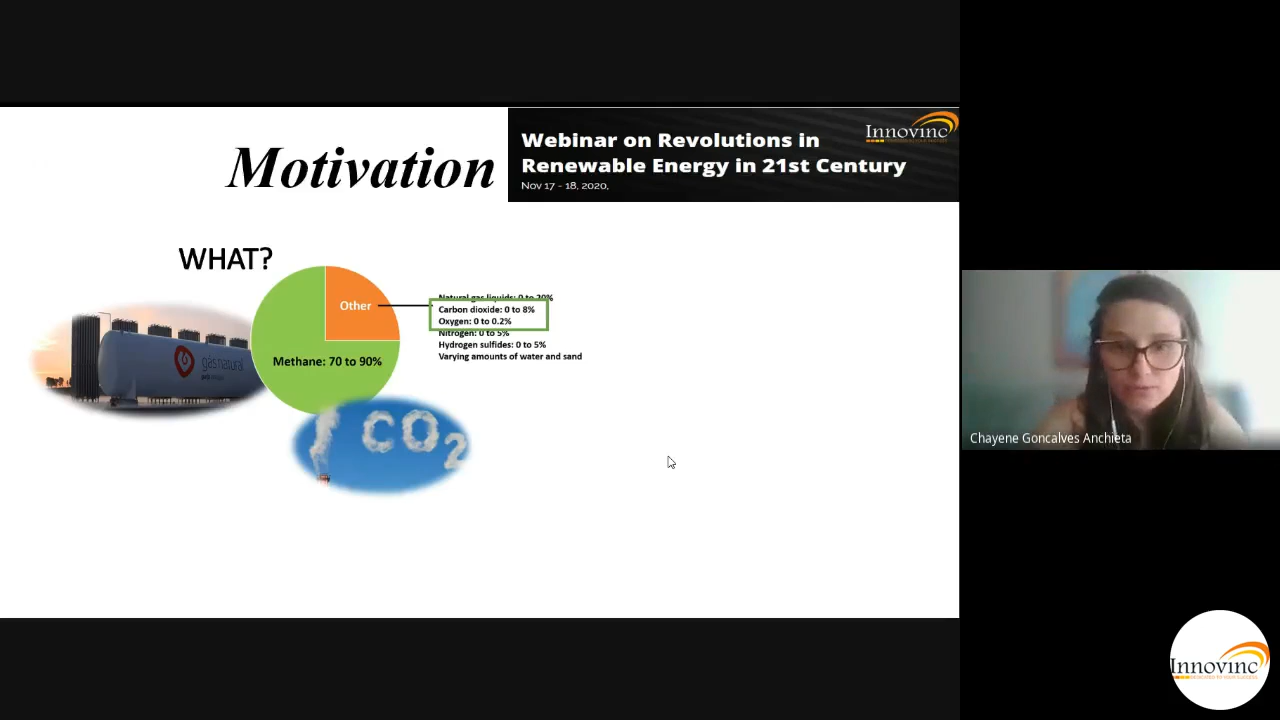 Motivation
Webinar on Revolutions in
Renewable Energy in 21st Century
Nov 17 - 18, 2020,
Innovinc
WHAT?
Other
Methane: 70 to 90%
Natural gas liquids: 0 to 20%
Carbon dioxide: 0 to 8%
Oxygen: 0 to 0.2%
Nitrogen: 0 to 5%
Hydrogen sulfides: 0 to 5%
Varying amounts of water and sand
gas natural
CO2
Chayene Goncalves Anchieta
Innovinc